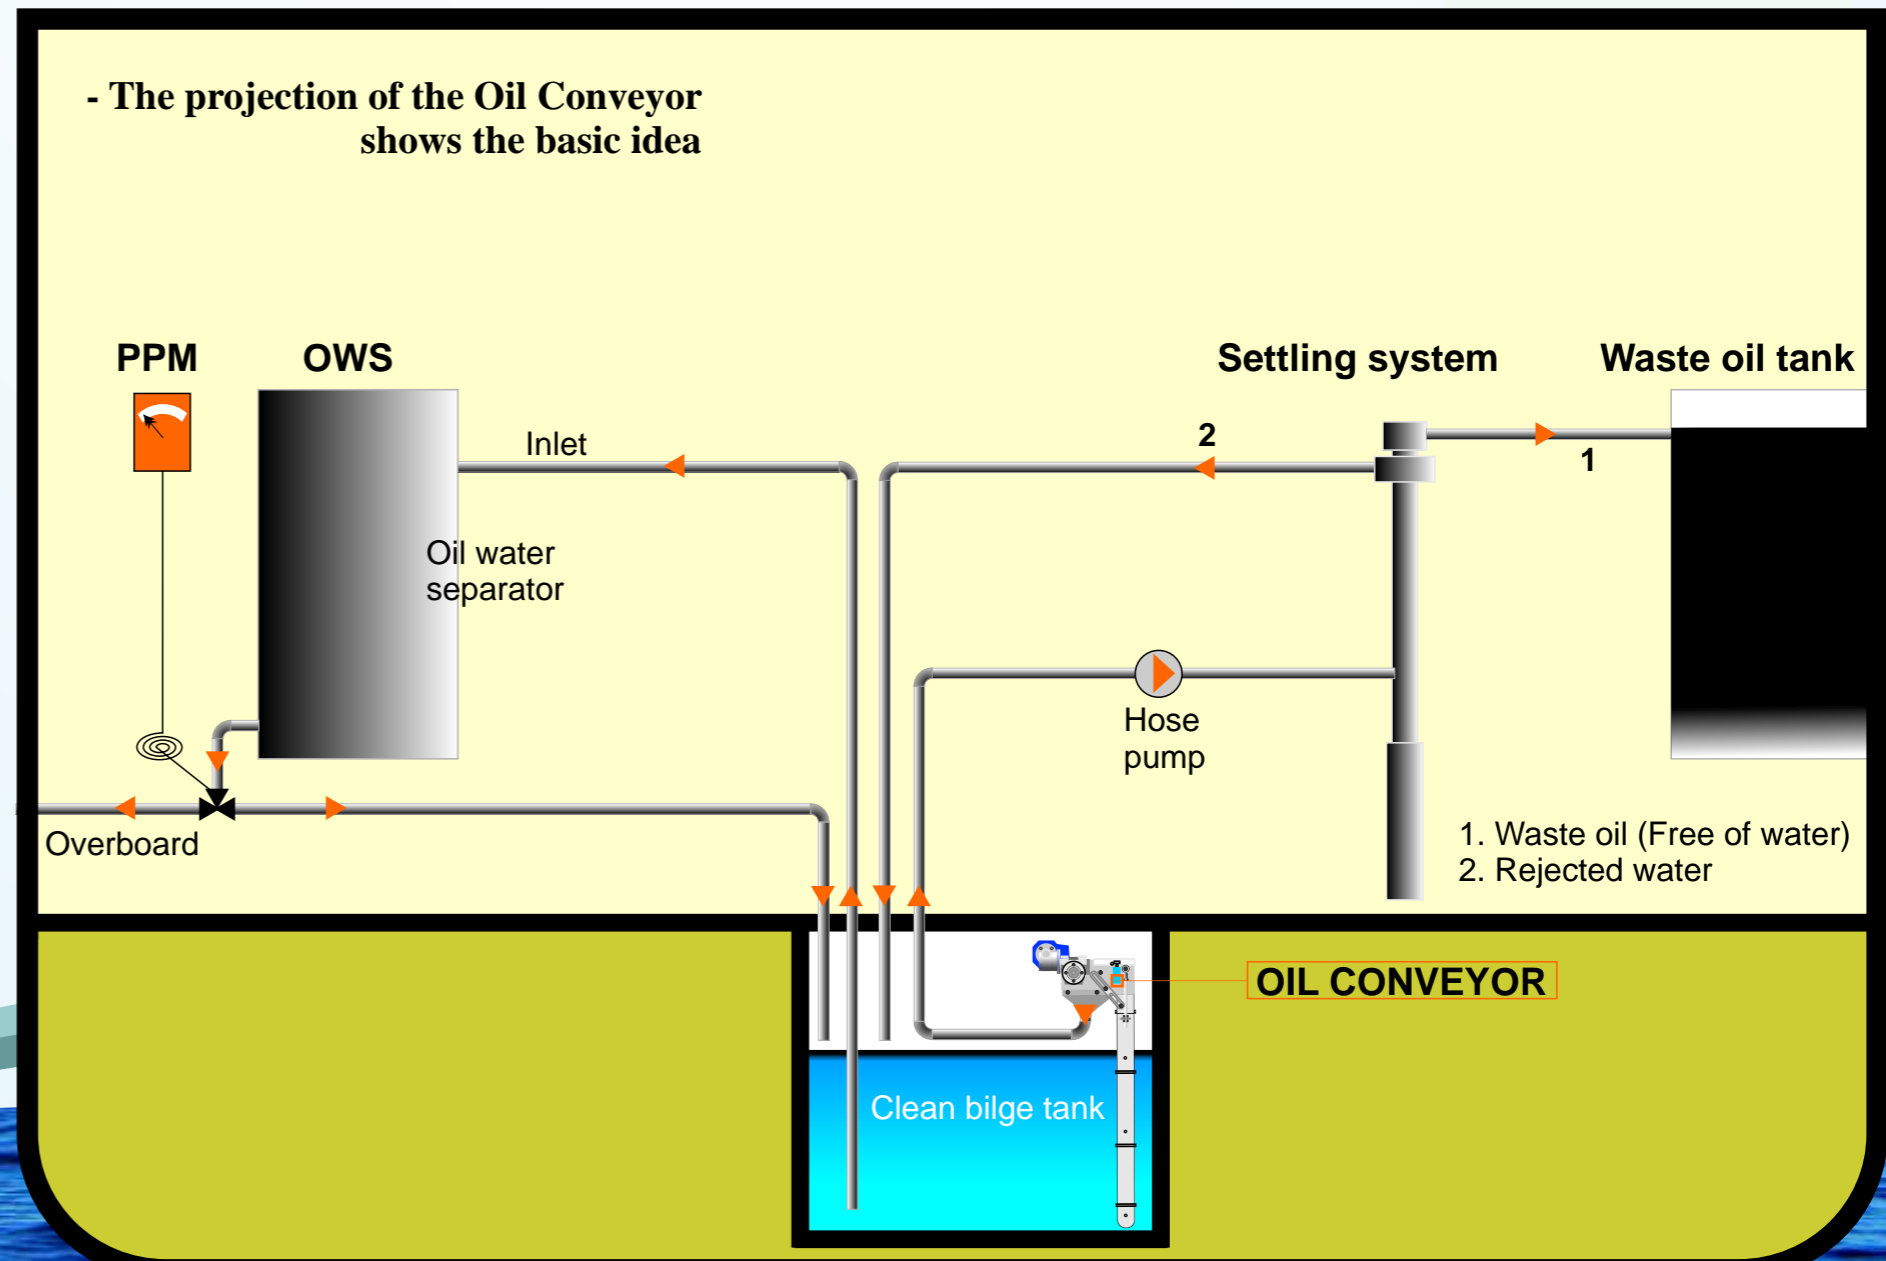 - The projection of the Oil Conveyor
shows the basic idea
PPM
OWS
Settling system
Waste oil tank
Inlet
2
1
Oil water
separator
Hose
pump
Overboard
1. Waste oil (Free of water)
2. Rejected water
OIL CONVEYOR
Clean bilge tank